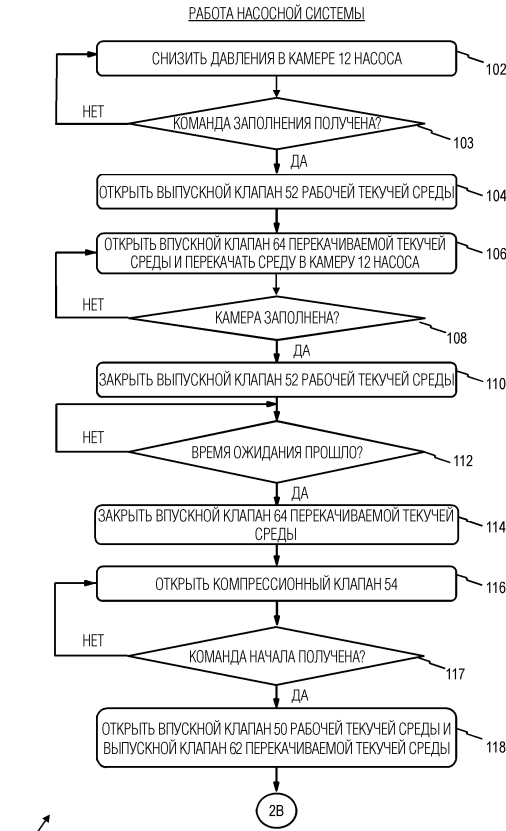 РАБОТА НАСОСНОЙ СИСТЕМЫ
СНИЗИТЬ ДАВЛЕНИЯ В КАМЕРЕ 12 НАСОСА
102
КОМАНДА ЗАПОЛНЕНИЯ ПОЛУЧЕНА?
НЕТ
103
ДА
ОТКРЫТЬ ВЫПУСКНОЙ КЛАПАН 52 РАБОЧЕЙ ТЕКУЧЕЙ СРЕДЫ
104
ОТКРЫТЬ ВПУСКНОЙ КЛАПАН 64 ПЕРЕКАЧИВАЕМОЙ ТЕКУЧЕЙ
СРЕДЫ И ПЕРЕКАЧАТЬ СРЕДУ В КАМЕРУ 12 НАСОСА
106
НЕТ
КАМЕРА ЗАПОЛНЕНА?
108
ДА
ЗАКРЫТЬ ВЫПУСКНОЙ КЛАПАН 52 РАБОЧЕЙ ТЕКУЧЕЙ СРЕДЫ
110
НЕТ
ВРЕМЯ ОЖИДАНИЯ ПРОШЛО?
112
ДА
ЗАКРЫТЬ ВПУСКНОЙ КЛАПАН 64 ПЕРЕКАЧИВАЕМОЙ ТЕКУЧЕЙ
СРЕДЫ
114
ОТКРЫТЬ КОМПРЕССИОННЫЙ КЛАПАН 54
116
НЕТ
КОМАНДА НАЧАЛА ПОЛУЧЕНА?
117
ДА
ОТКРЫТЬ ВПУСКНОЙ КЛАПАН 50 РАБОЧЕЙ ТЕКУЧЕЙ СРЕДЫ И
ВЫПУСКНОЙ КЛАПАН 62 ПЕРЕКАЧИВАЕМОЙ ТЕКУЧЕЙ СРЕДЫ
118
2В